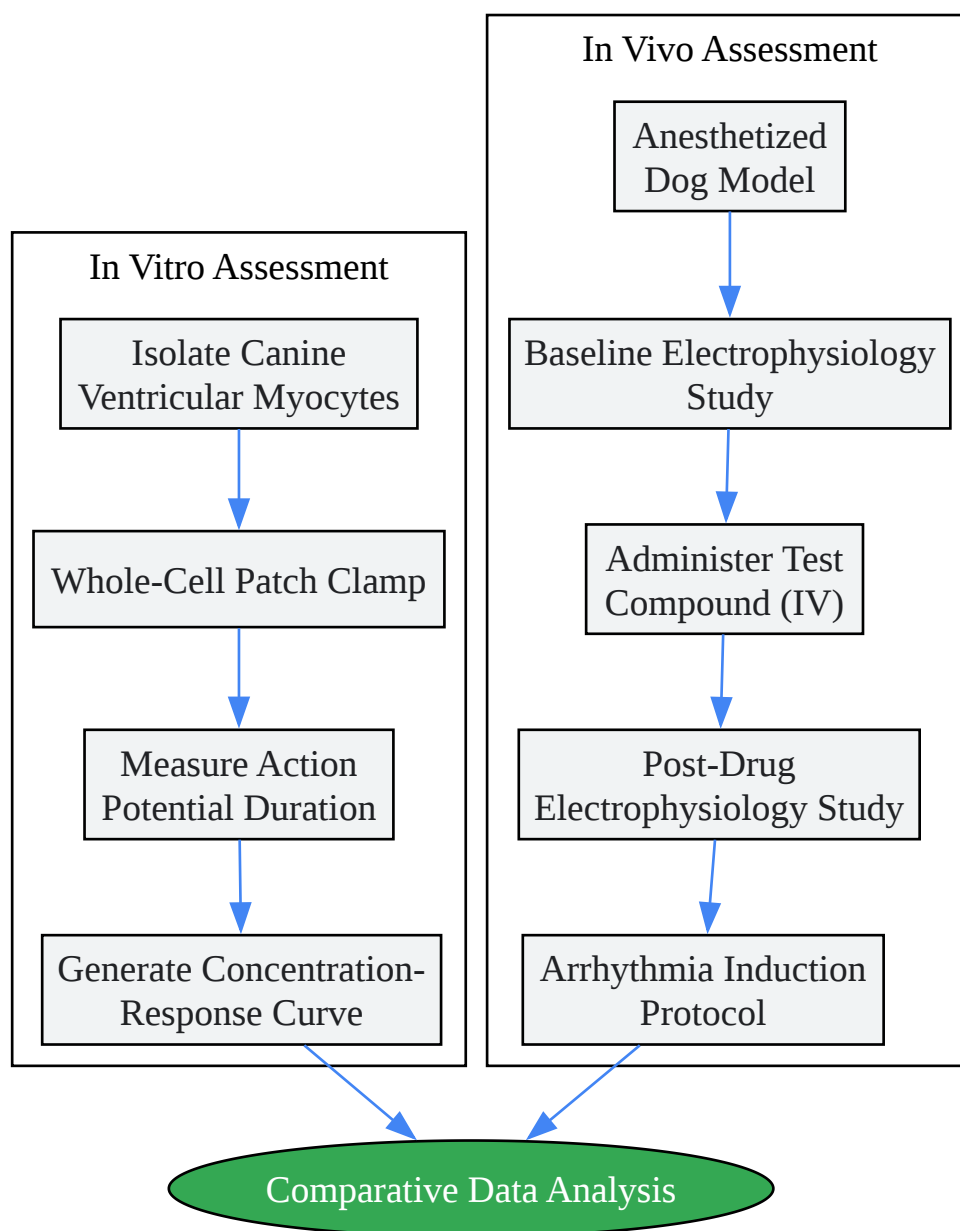 In Vitro Assessment
Isolate Canine
Ventricular Myocytes
Whole-Cell Patch Clamp
Measure Action
Potential Duration
Generate Concentration-
Response Curve
In Vivo Assessment
Anesthetized
Dog Model
Baseline Electrophysiology
Study
Administer Test
Compound (IV)
Post-Drug
Electrophysiology Study
Arrhythmia Induction
Protocol
Comparative Data Analysis